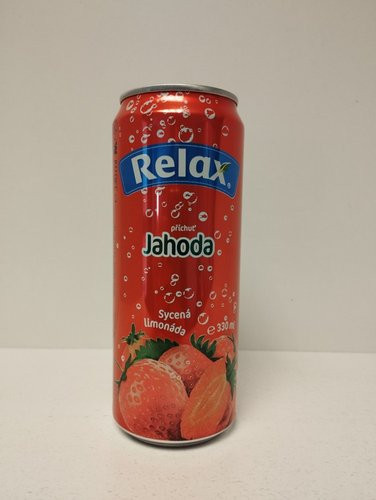 Relax®
příchuť
Jahoda
Sycená
limonáda
℮ 330 ml